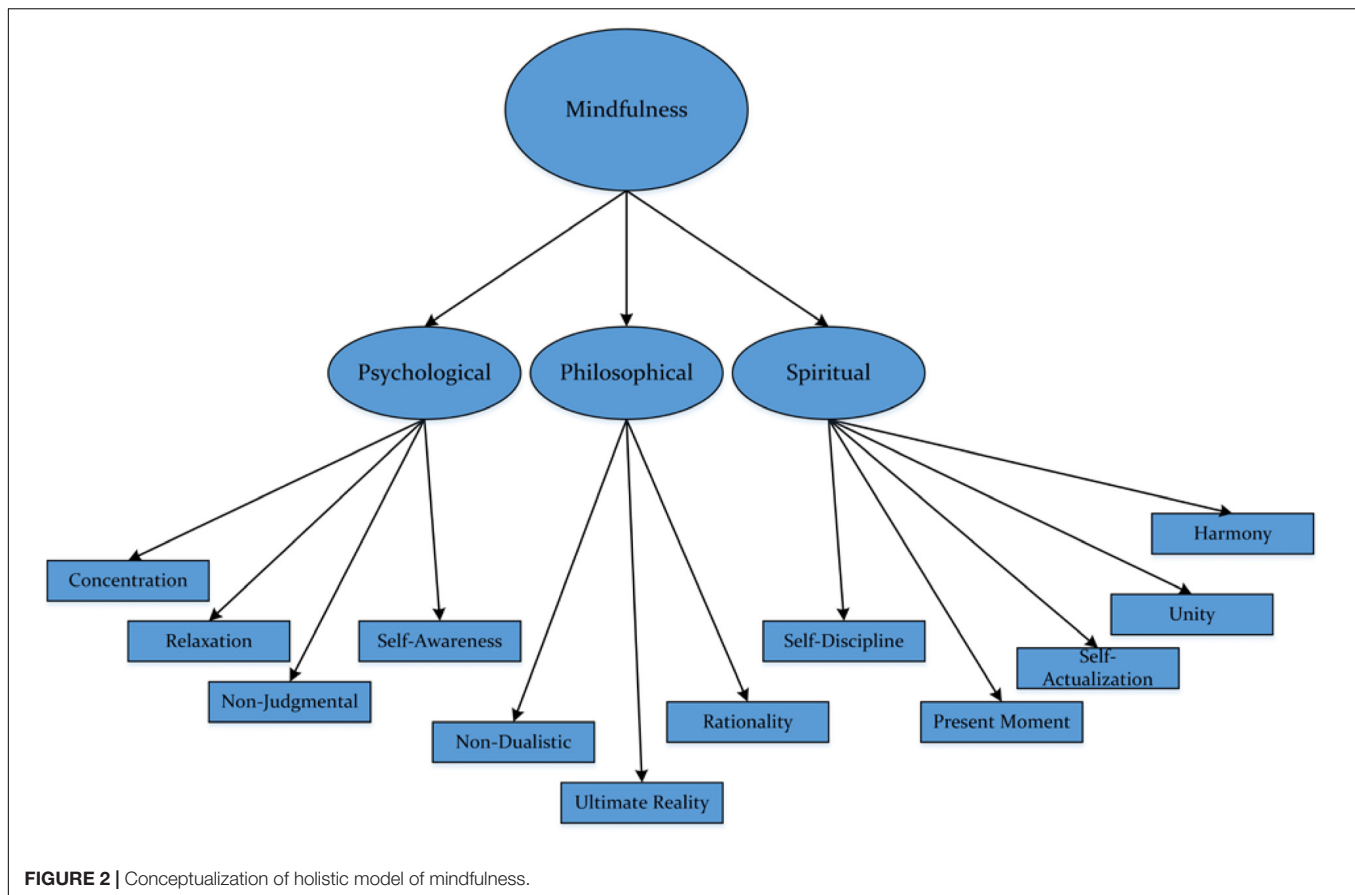 Mindfulness
Psychological
Philosophical
Spiritual
Concentration
Relaxation
Non-Judgmental
Self-Awareness
Non-Dualistic
Ultimate Reality
Rationality
Self-Discipline
Present Moment
Self-
Actualization
Unity
Harmony
FIGURE 2 | Conceptualization of holistic model of mindfulness.